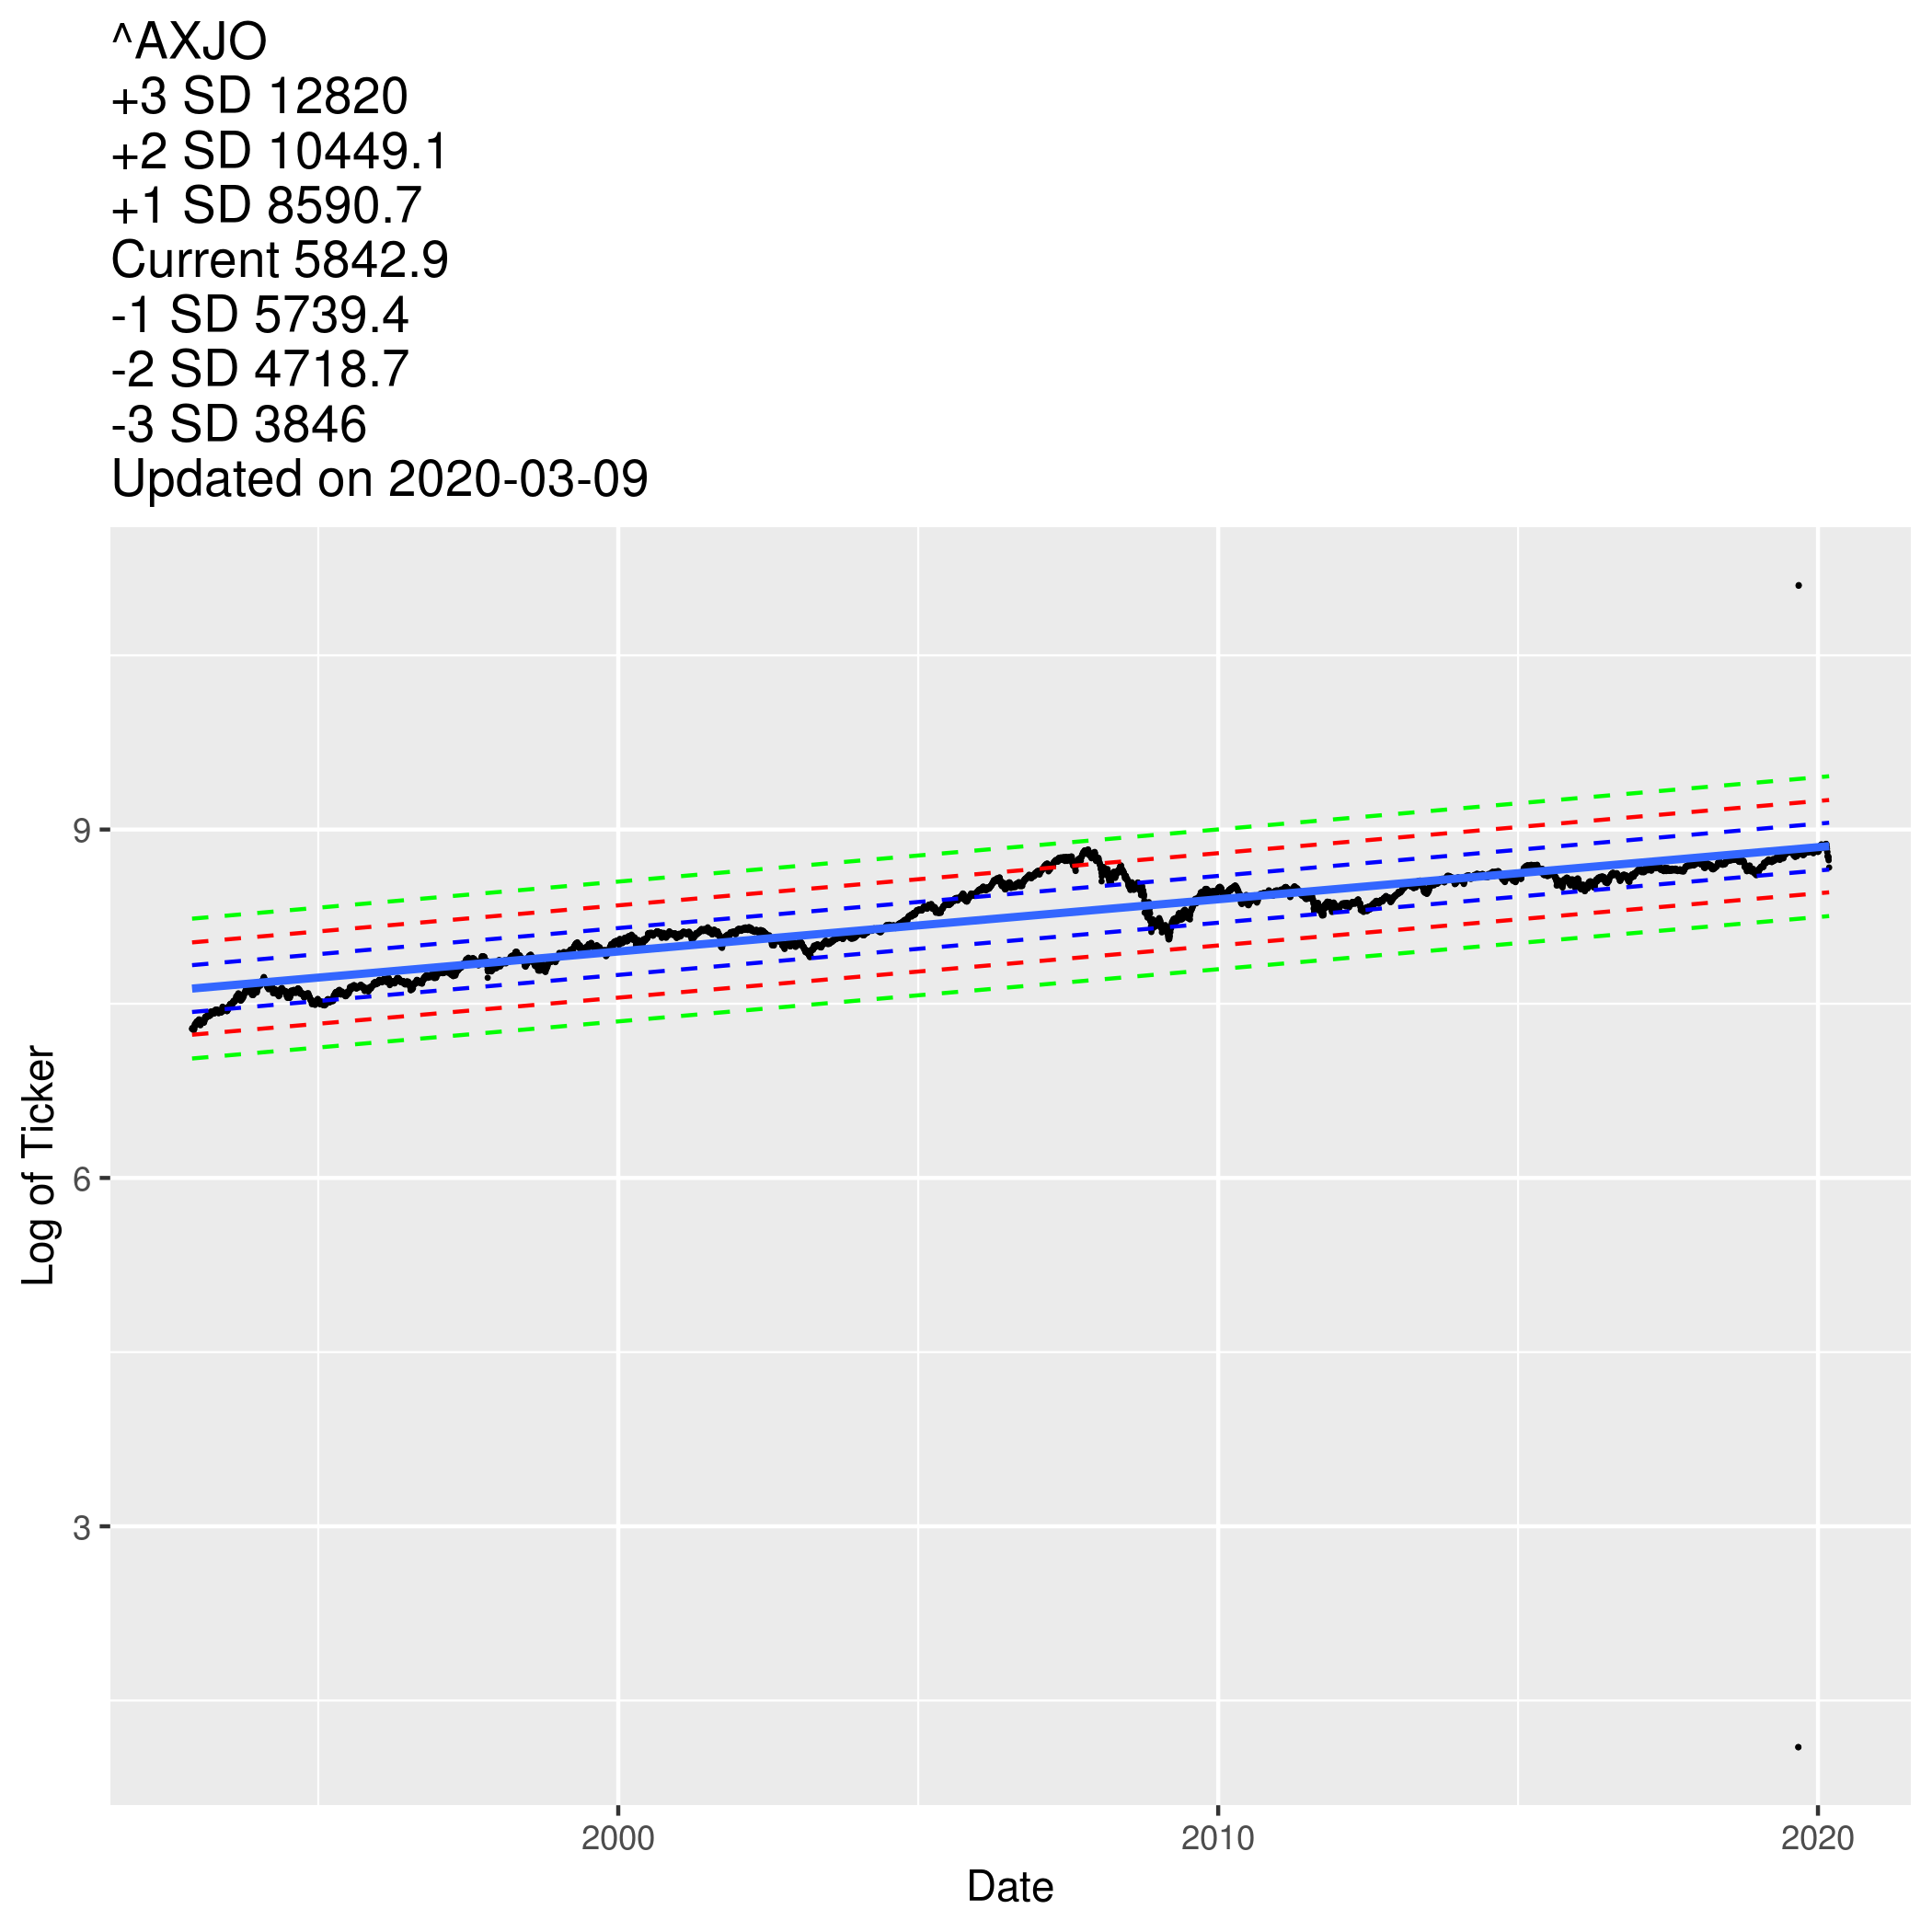 ^AXJO
+3 SD 12820
+2 SD 10449.1
+1 SD 8590.7
Current 5842.9
-1 SD 5739.4
-2 SD 4718.7
-3 SD 3846
Updated on 2020-03-09
9
6
3
Log of Ticker
2000 2010 2020
Date